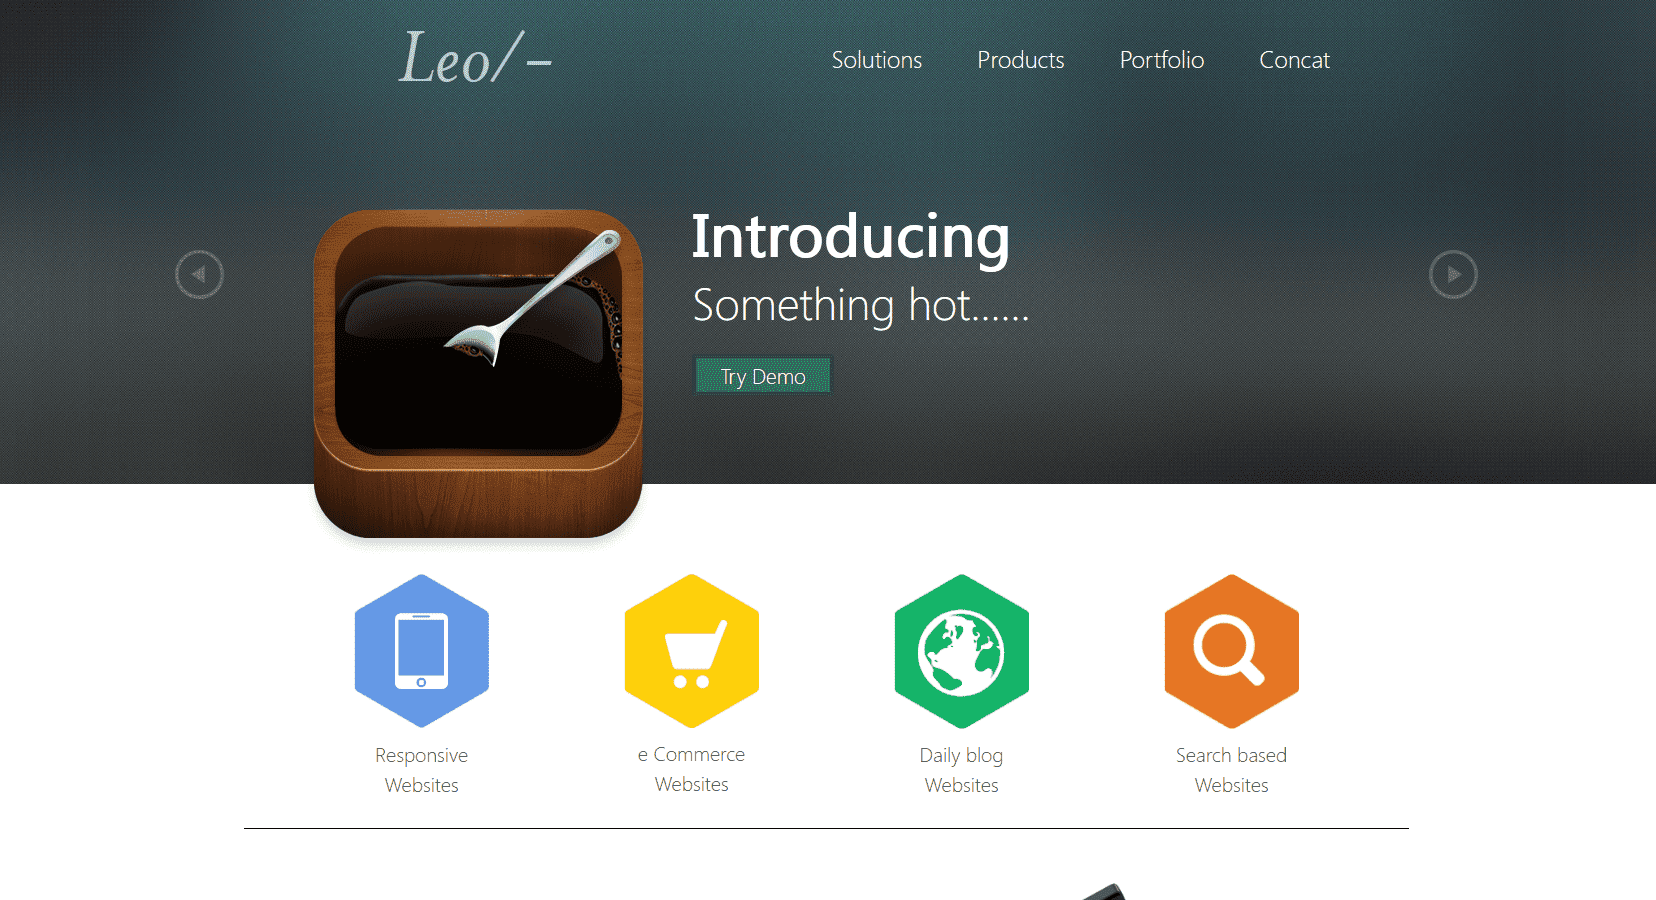 Leo/-
Solutions Products Portfolio Concat
Introducing
Something hot......
Try Demo
Responsive
Websites
e Commerce
Websites
Daily blog
Websites
Search based
Websites